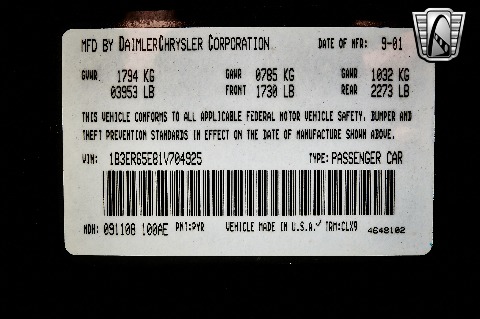 MFD BY DAIMLERCHRYSLER CORPORATION DATE OF MFR: 9-01
GVWR 1794 KG GAWR 0785 KG GAWR 1032 KG
03953 LB FRONT 1730 LB REAR 2273 LB
THIS VEHICLE CONFORMS TO ALL APPLICABLE FEDERAL MOTOR VEHICLE SAFETY, BUMPER AND
THEFT PREVENTION STANDARDS IN EFFECT ON THE DATE OF MANUFACTURE SHOWN ABOVE.
VIN: 1B3ER65E81V704925 TYPE: PASSENGER CAR
MDH: 091108 100AE PNT: PYR VEHICLE MADE IN U.S.A. TRM: CLX9 4648102